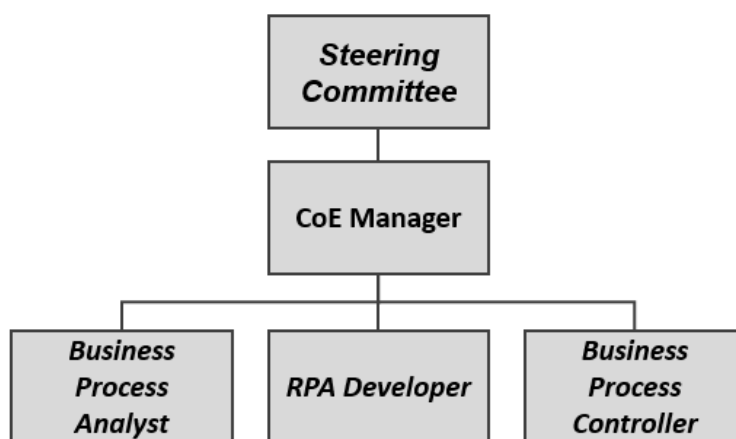 Steering
Committee
CoE Manager
Business
Process
Analyst
RPA Developer
Business
Process
Controller